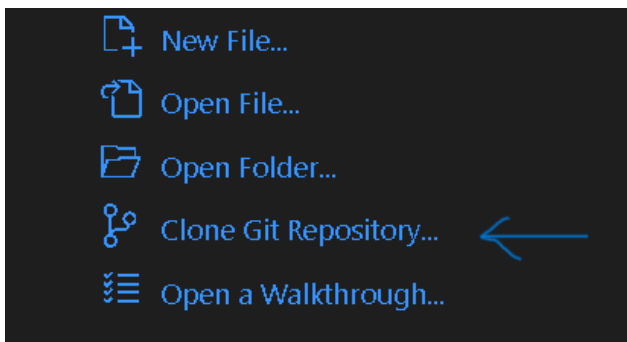 New File...
Open File...
Open Folder...
Clone Git Repository...
Open a Walkthrough...